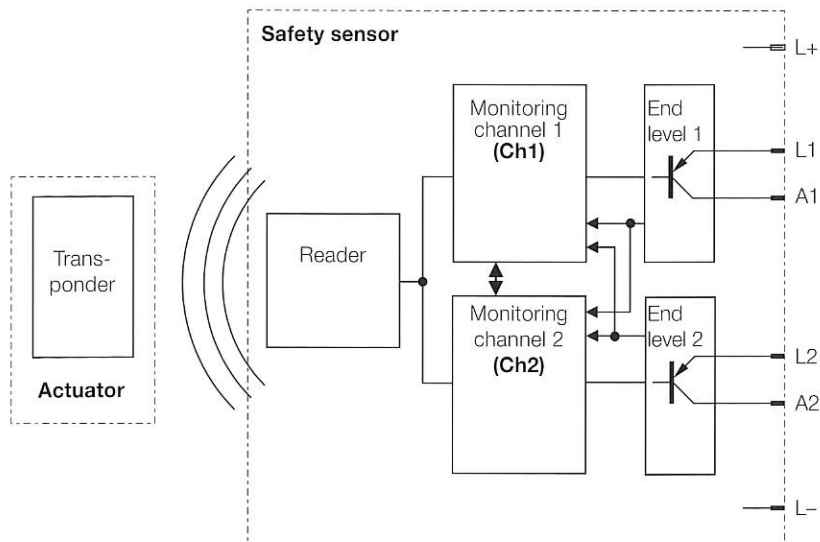 Safety sensor
L+
Monitoring
channel 1
(Ch1)
End
level 1
L1
A1
Trans-
ponder
Actuator
Reader
Monitoring
channel 2
(Ch2)
End
level 2
L2
A2
L–